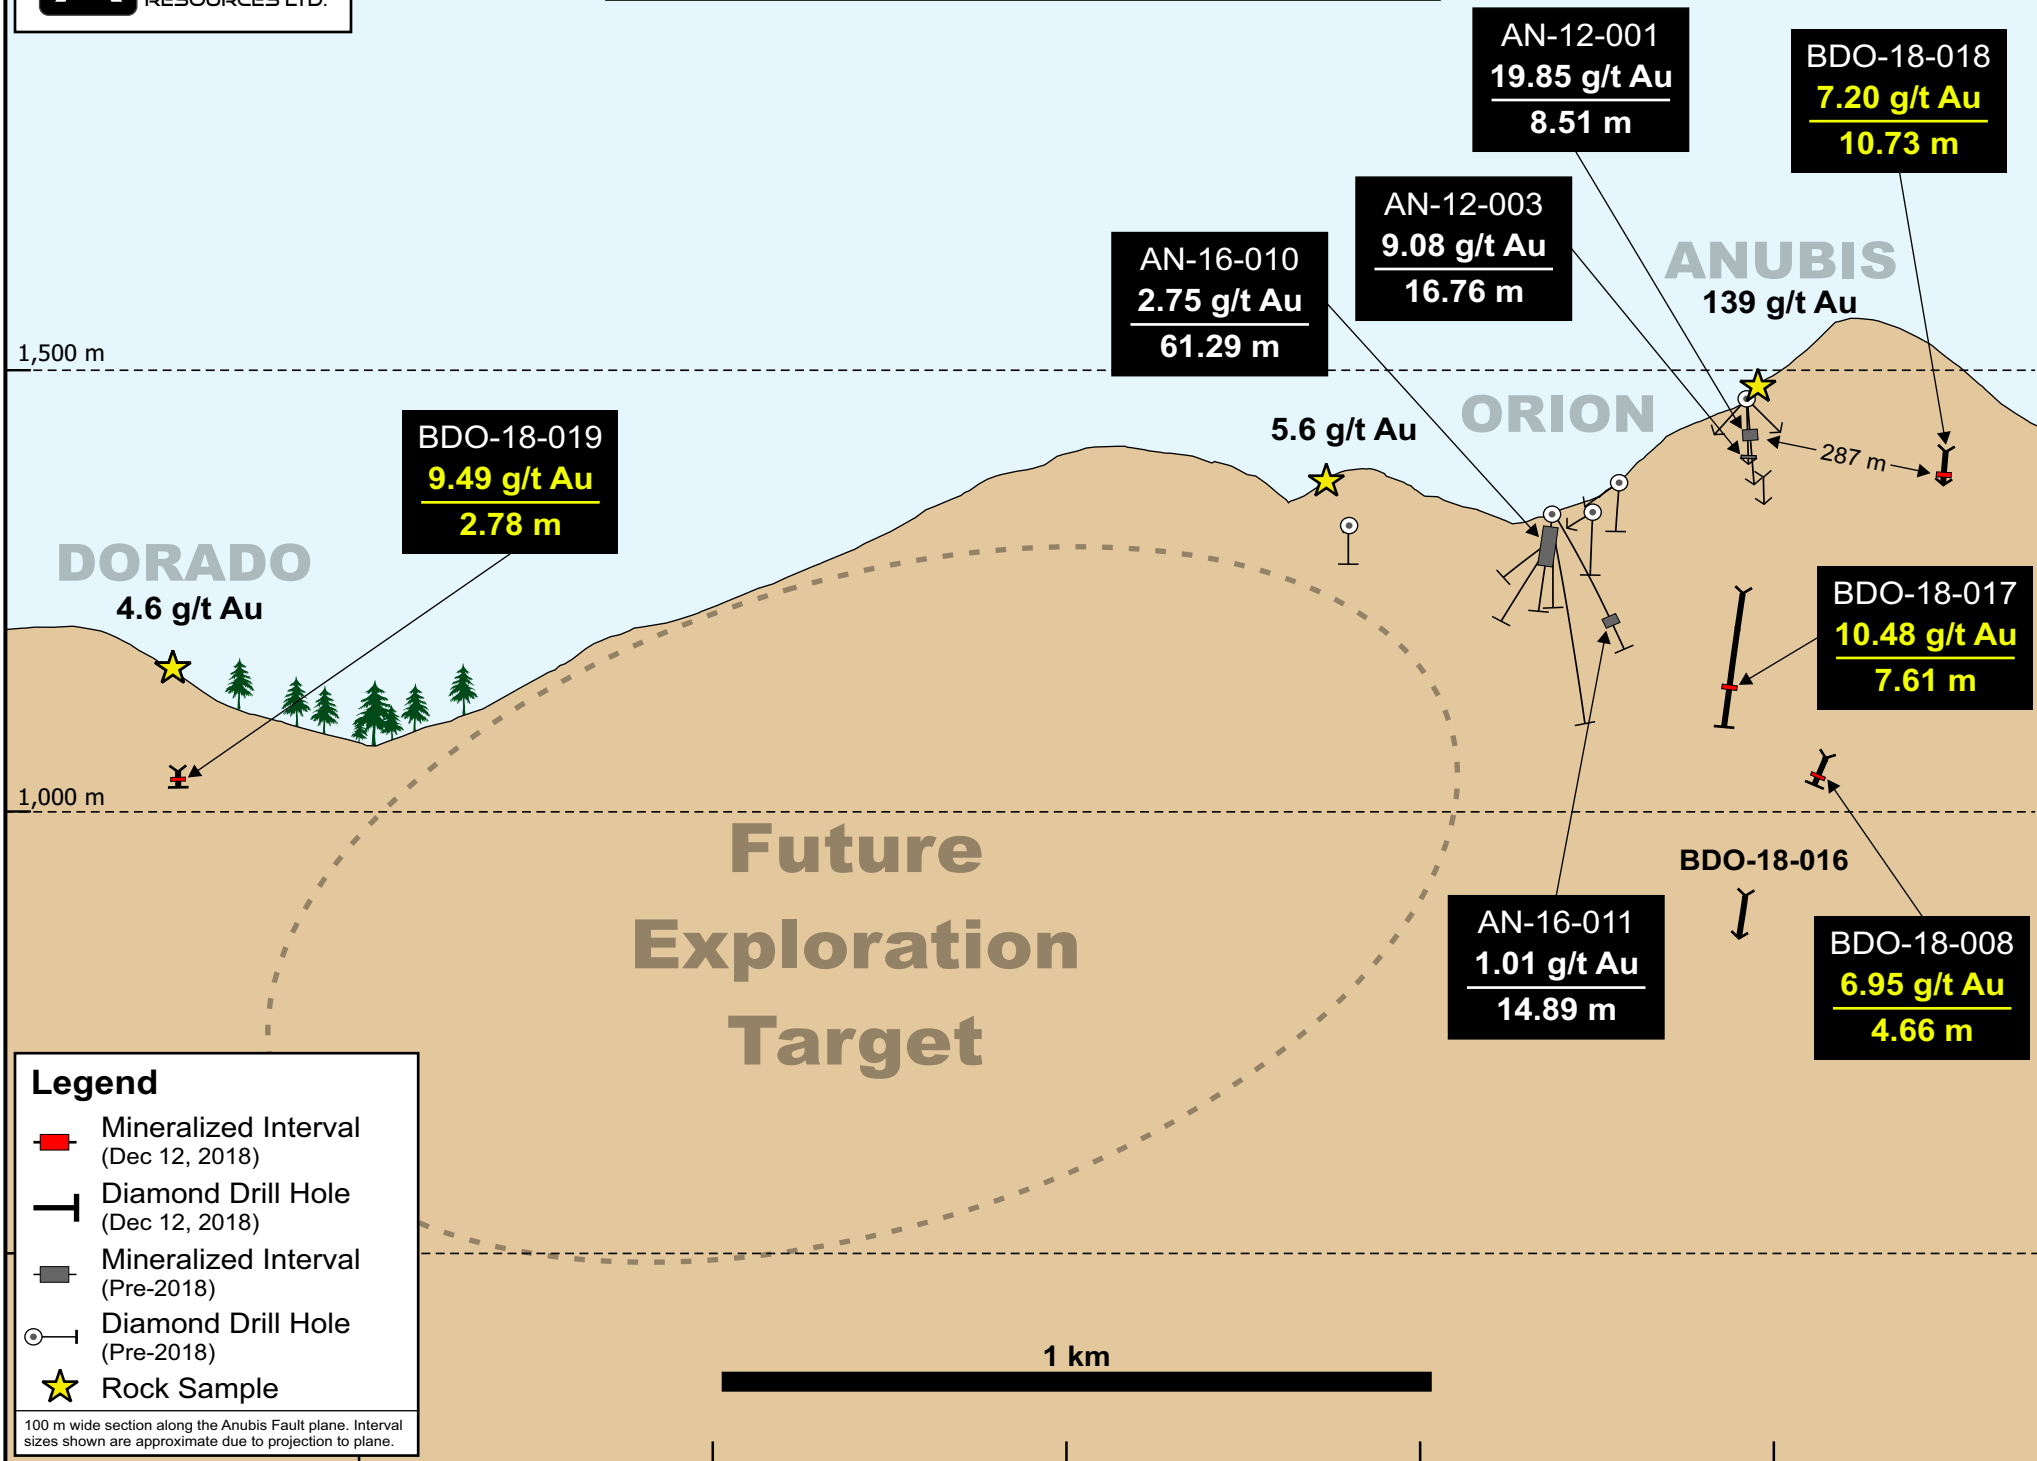 RESOURCES LTD.
AN-12-001
19.85 g/t Au
8.51 m
BDO-18-018
7.20 g/t Au
10.73 m
AN-12-003
9.08 g/t Au
16.76 m
AN-16-010
2.75 g/t Au
61.29 m
ANUBIS
139 g/t Au
1,500 m
ORION
5.6 g/t Au
287 m
BDO-18-019
9.49 g/t Au
2.78 m
DORADO
4.6 g/t Au
BDO-18-017
10.48 g/t Au
7.61 m
1,000 m
Future
Exploration
Target
BDO-18-016
AN-16-011
1.01 g/t Au
14.89 m
BDO-18-008
6.95 g/t Au
4.66 m
Legend
Mineralized Interval
(Dec 12, 2018)
Diamond Drill Hole
(Dec 12, 2018)
Mineralized Interval
(Pre-2018)
Diamond Drill Hole
(Pre-2018)
Rock Sample
100 m wide section along the Anubis Fault plane. Interval
sizes shown are approximate due to projection to plane.
1 km